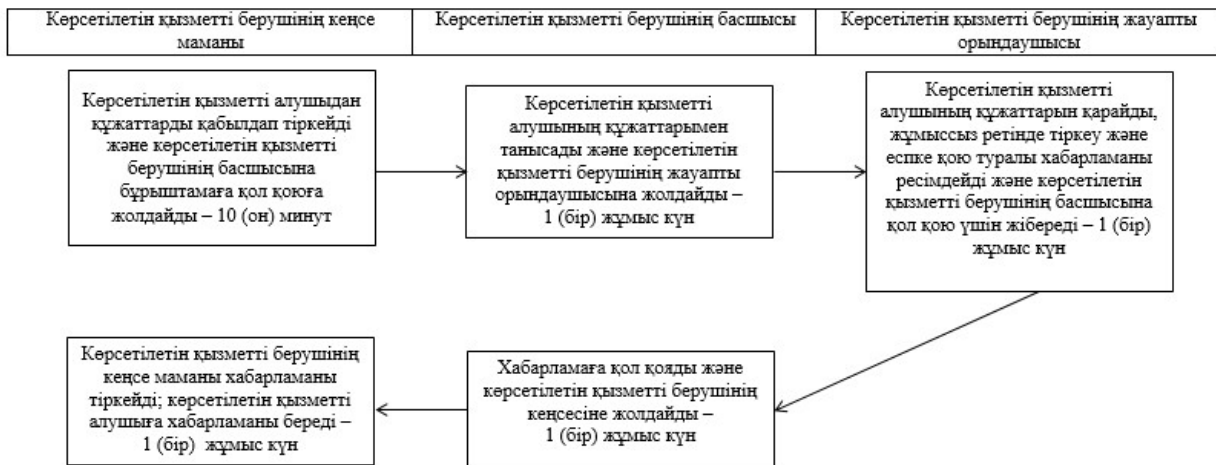 Көрсетілетін қызметті берушінің кеңсе
маманы
Көрсетілетін қызметті берушінің басшысы
Көрсетілетін қызметті берушінің жауапты
орындаушысы
Көрсетілетін қызметті алушыдан
құжаттарды қабылдап тіркейді
және көрсетілетін қызметті
берушінің басшысына
бұрыштамаға қол қоюға
жолдайды – 10 (он) минут
Көрсетілетін қызметті
алушының құжаттарымен
танысады және көрсетілетін
қызметті берушінің жауапты
орындаушысына жолдайды –
1 (бір) жұмыс күн
Көрсетілетін қызметті
алушының құжаттарын қарайды,
жұмыссыз ретінде тіркеу және
еспке қою туралы хабарламаны
ресімдейді және көрсетілетін
қызметті берушінің басшысына
қол қою үшін жібереді – 1 (бір)
жұмыс күн
Көрсетілетін қызметті берушінің
кеңсе маманы хабарламаны
тіркейді; көрсетілетін қызметті
алушыға хабарламаны береді –
1 (бір) жұмыс күн
Хабарламаға қол қояды және
көрсетілетін қызметті берушінің
кеңсесіне жолдайды –
1 (бір) жұмыс күн